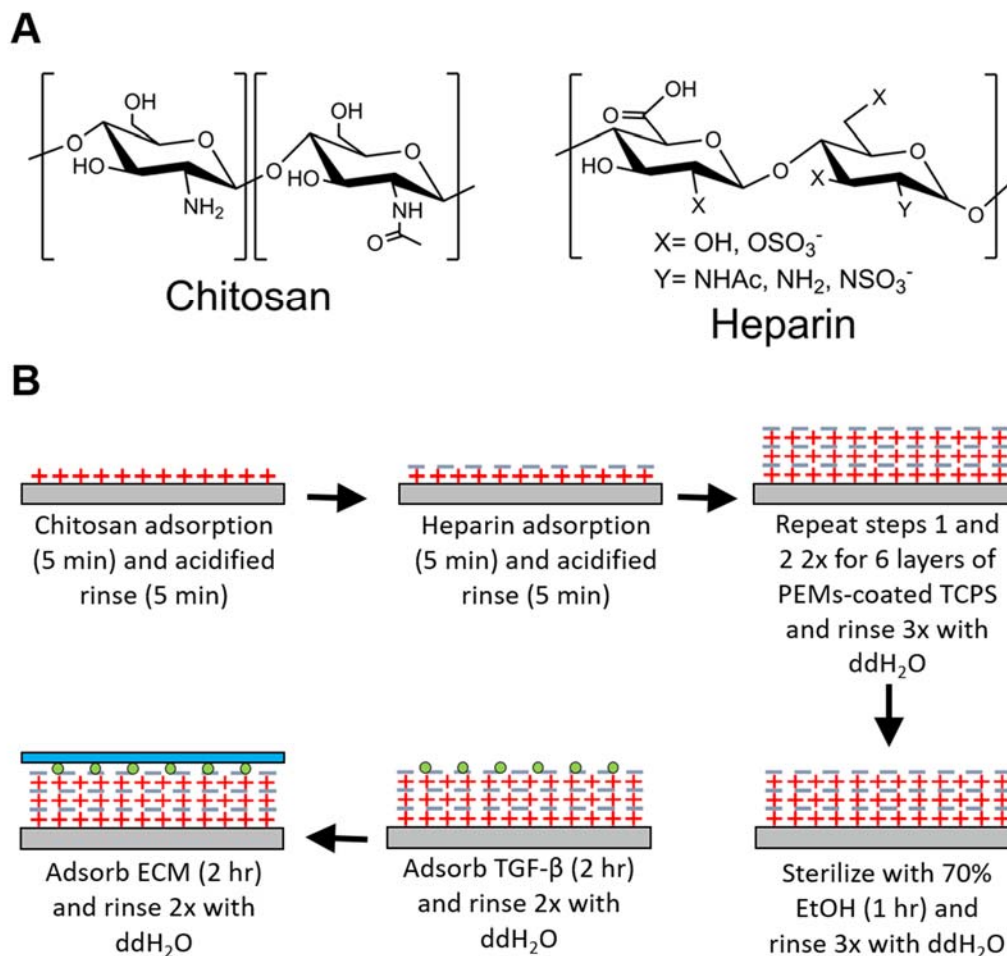 A
OH
OH
OH
X
O
O
O
O
O
O
O
O
HO
HO
HO
X
O
NH₂
NH
X
Y
O
X= OH, OSO₃⁻
Y= NHAc, NH₂, NSO₃⁻
Chitosan
Heparin
B
Chitosan adsorption
(5 min) and acidified
rinse (5 min)
Heparin adsorption
(5 min) and acidified
rinse (5 min)
Repeat steps 1 and
2 2x for 6 layers of
PEMs-coated TCPS
and rinse 3x with
ddH₂O
Adsorb ECM (2 hr)
and rinse 2x with
ddH₂O
Adsorb TGF-β (2 hr)
and rinse 2x with
ddH₂O
Sterilize with 70%
EtOH (1 hr) and
rinse 3x with ddH₂O